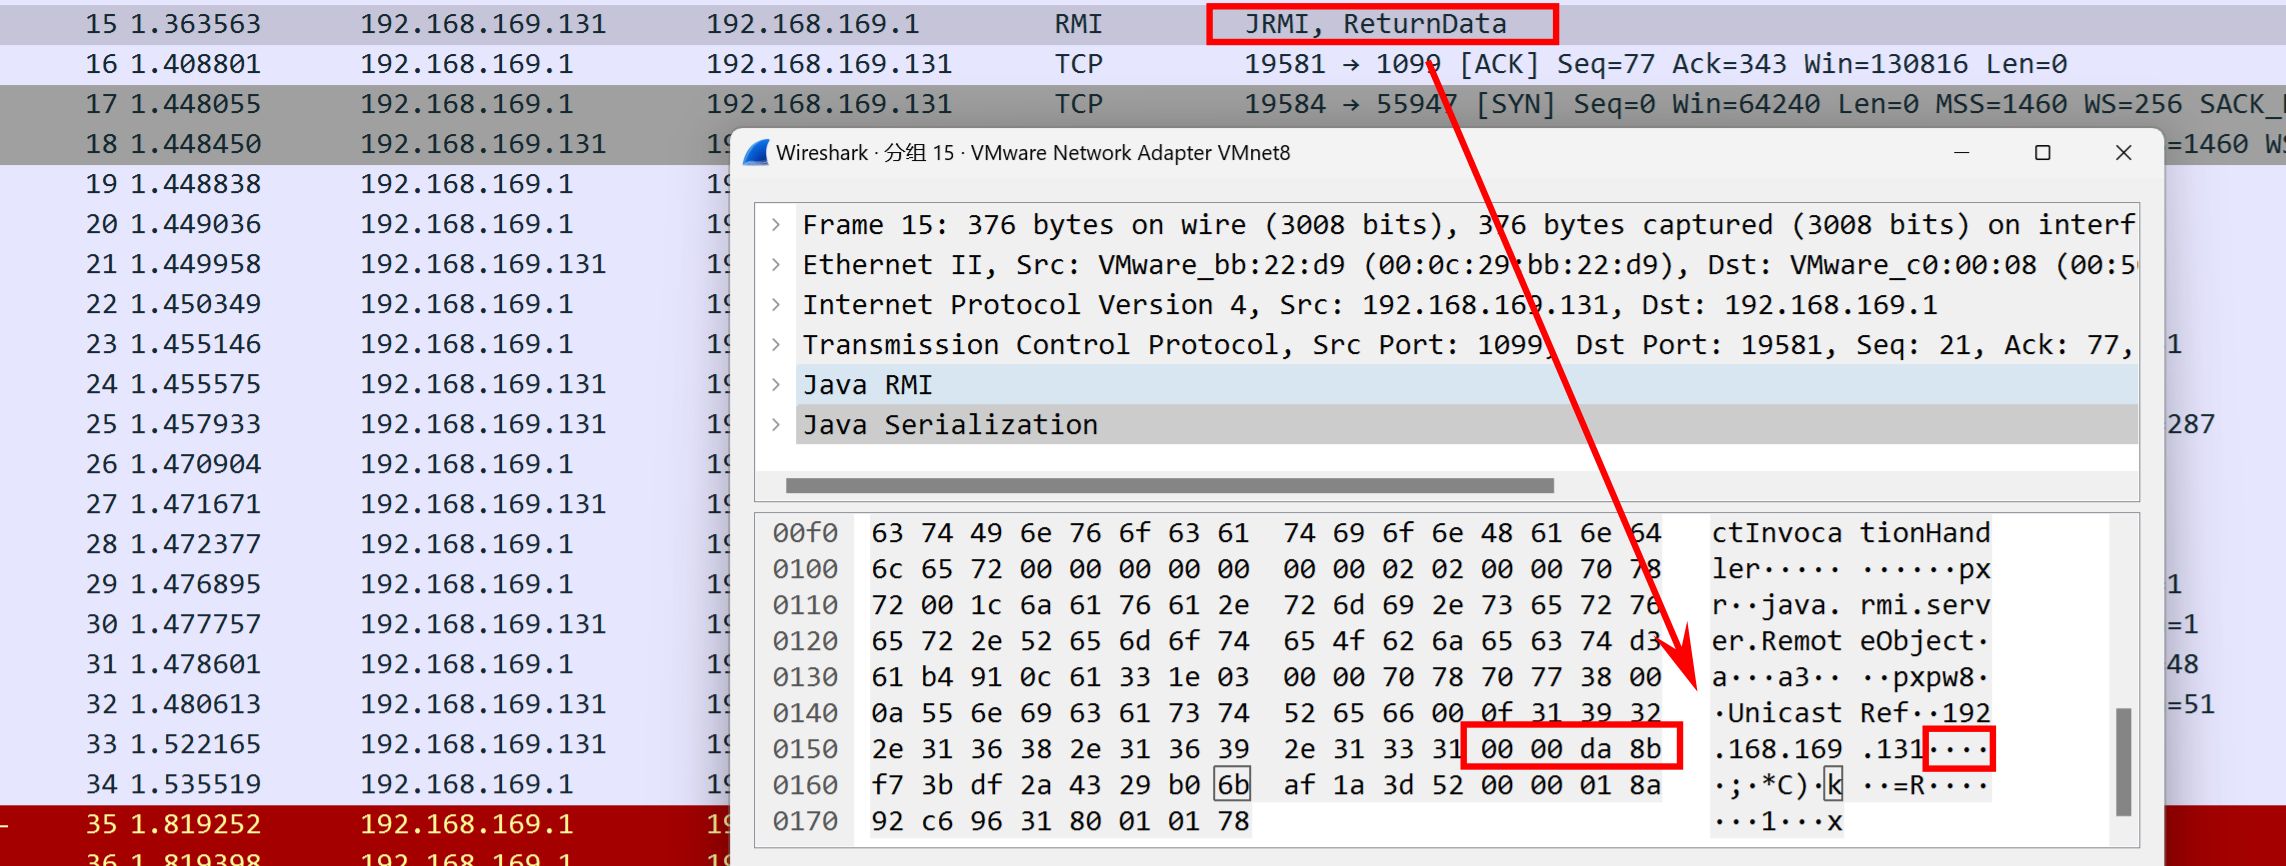 15 1.363563 192.168.169.131 192.168.169.1 RMI JRMI, ReturnData
16 1.408801 192.168.169.1 192.168.169.131 TCP 19581 → 1099 [ACK] Seq=77 Ack=343 Win=130816 Len=0
17 1.448055 192.168.169.1 192.168.169.131 TCP 19584 → 55947 [SYN] Seq=0 Win=64240 Len=0 MSS=1460 WS=256 SACK_
18 1.448450 192.168.169.131 19 =1460 WS
Wireshark · 分组 15 · VMware Network Adapter VMnet8
19 1.448838 192.168.169.1 19
20 1.449036 192.168.169.1 19
Frame 15: 376 bytes on wire (3008 bits), 376 bytes captured (3008 bits) on interf
21 1.449958 192.168.169.131 19
Ethernet II, Src: VMware_bb:22:d9 (00:0c:29:bb:22:d9), Dst: VMware_c0:00:08 (00:5
22 1.450349 192.168.169.1 19
Internet Protocol Version 4, Src: 192.168.169.131, Dst: 192.168.169.1
23 1.455146 192.168.169.1 19 1
Transmission Control Protocol, Src Port: 1099, Dst Port: 19581, Seq: 21, Ack: 77,
24 1.455575 192.168.169.131 19
Java RMI
25 1.457933 192.168.169.131 19 287
Java Serialization
26 1.470904 192.168.169.1 19
27 1.471671 192.168.169.131 19
28 1.472377 192.168.169.1 19
29 1.476895 192.168.169.1 19 1
30 1.477757 192.168.169.131 19 =1
31 1.478601 192.168.169.1 19 48
32 1.480613 192.168.169.131 19 =51
33 1.522165 192.168.169.131 19
34 1.535519 192.168.169.1 19
35 1.819252 192.168.169.1 19
36 1.819398 192.168.169.1 19
00f0 63 74 49 6e 76 6f 63 61 74 69 6f 6e 48 61 6e 64 ctInvoca tionHand
0100 6c 65 72 00 00 00 00 00 00 00 02 02 00 00 70 78 ler····· ······px
0110 72 00 1c 6a 61 76 61 2e 72 6d 69 2e 73 65 72 76 r··java. rmi.serv
0120 65 72 2e 52 65 6d 6f 74 65 4f 62 6a 65 63 74 d3 er.Remot eObject·
0130 61 b4 91 0c 61 33 1e 03 00 00 70 78 70 77 38 00 a···a3·· ··pxpw8·
0140 0a 55 6e 69 63 61 73 74 52 65 66 00 0f 31 39 32 ·Unicast Ref··192
0150 2e 31 36 38 2e 31 36 39 2e 31 33 31 00 00 da 8b .168.169 .131····
0160 f7 3b df 2a 43 29 b0 6b af 1a 3d 52 00 00 01 8a ·;·*C)·k ··=R····
0170 92 c6 96 31 80 01 01 78 ···1···x